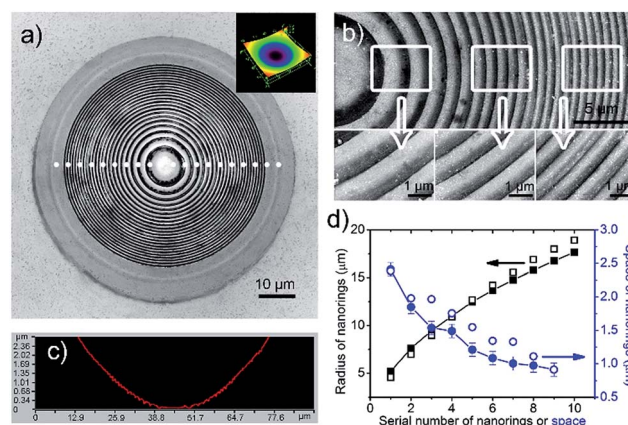 a)
10 μm
b)
5 μm
1 μm
1 μm
1 μm
c)
μm
2.36
2.02
1.69
1.35
1.01
0.67
0.34
0
0
12.9
25.9
38.8
51.7
64.7
77.6
μm
d)
Radius of nanorings (μm)
20
15
10
5
0
2
4
6
8
10
Serial number of nanorings or space
3.0
2.5
2.0
1.5
1.0
0.5